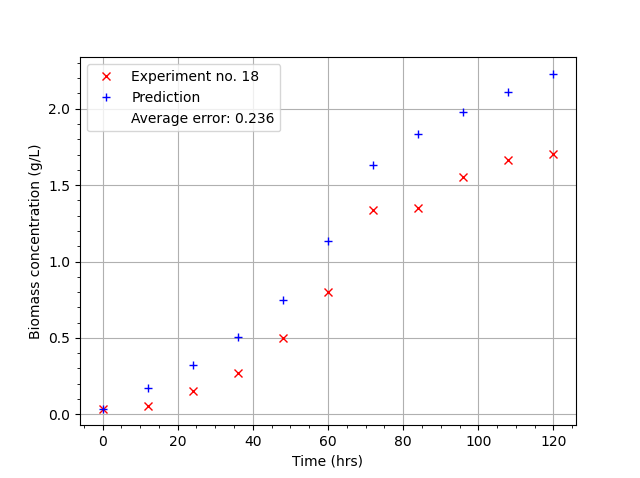 Experiment no. 18
Prediction
Average error: 0.236
Biomass concentration (g/L)
2.0
1.5
1.0
0.5
0.0
0 20 40 60 80 100 120
Time (hrs)